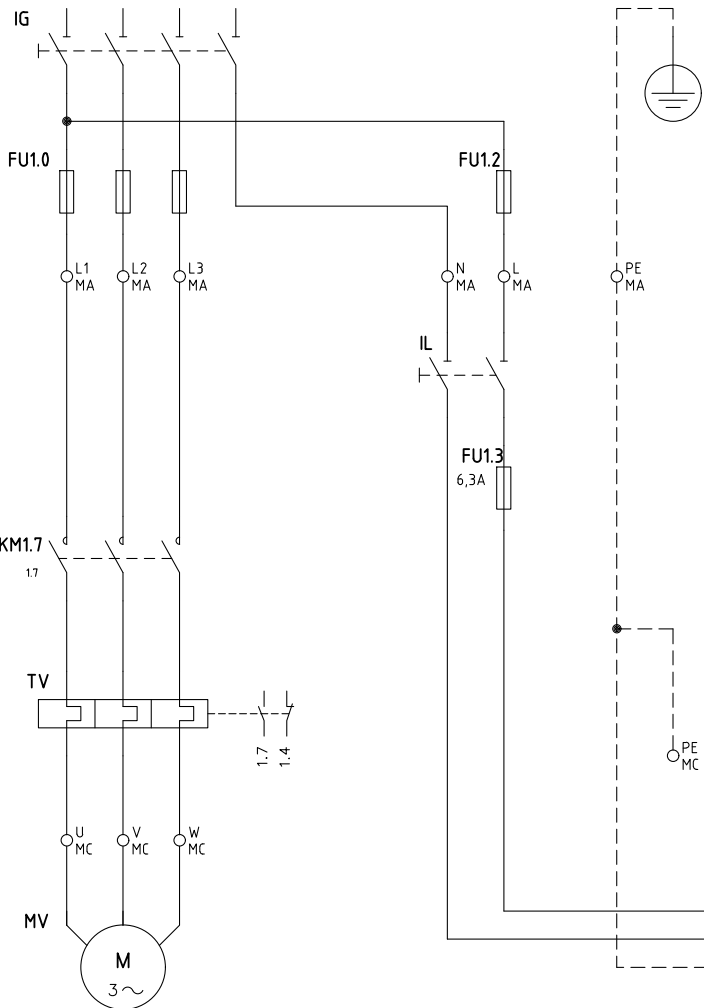 IG
FU1.0
FU1.2
L1
MA
L2
MA
L3
MA
N
MA
L
MA
PE
MA
IL
FU1.3
6,3A
KM1.7
1.7
TV
1.7
1.4
PE
MC
U
MC
V
MC
W
MC
MV
M
3~